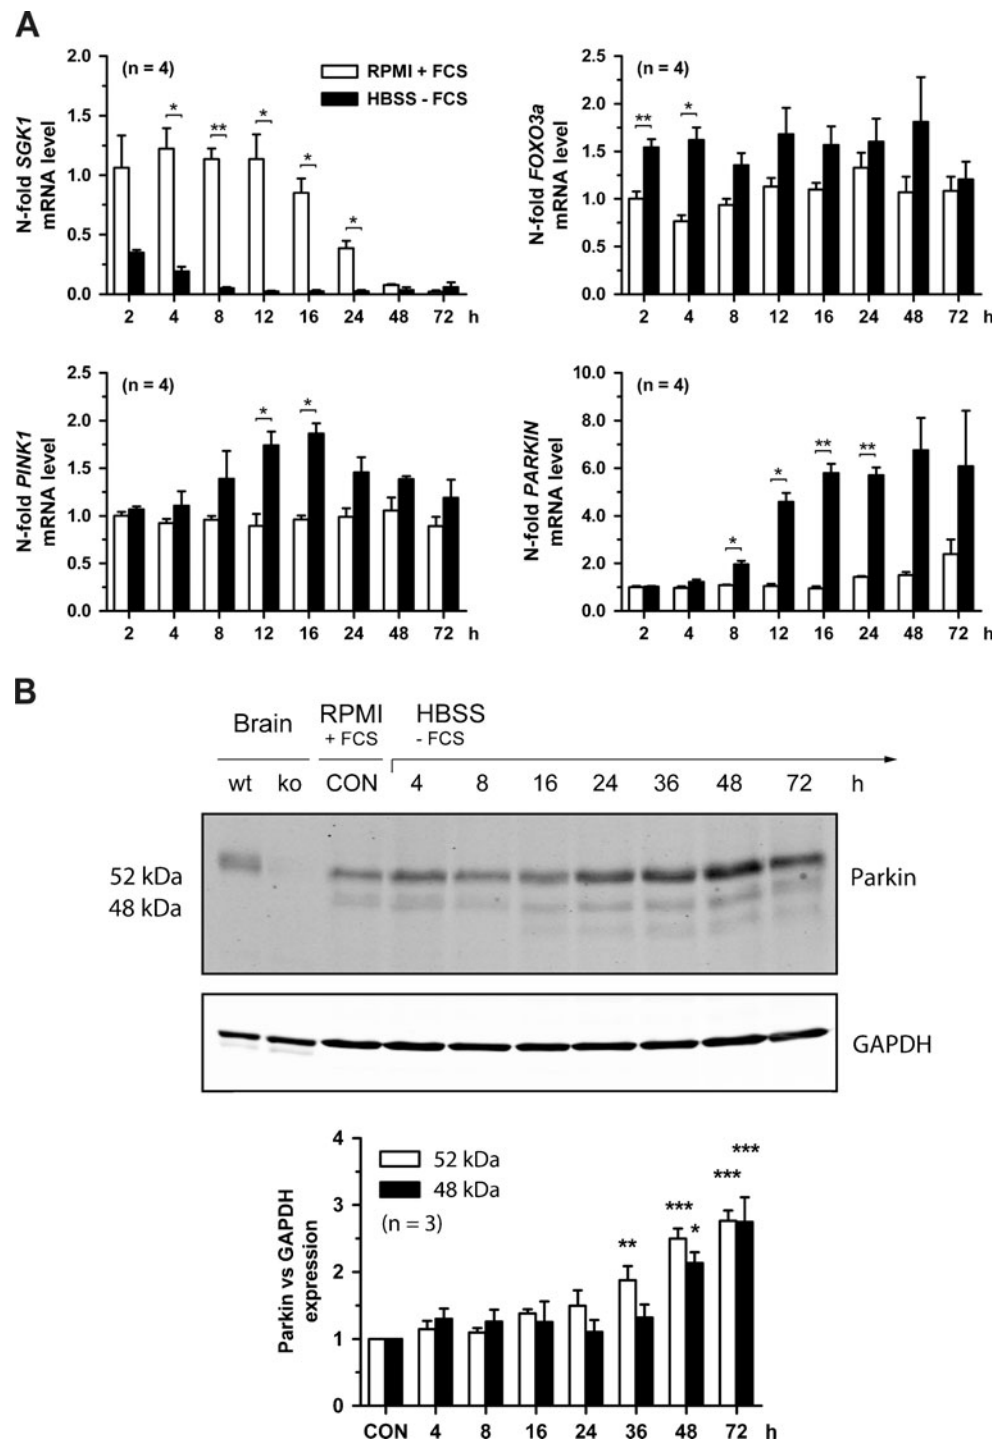 A
N-fold SGK1
mRNA level
2.0
1.5
1.0
0.5
0.0
(n = 4)
RPMI + FCS
HBSS - FCS
*
**
*
*
*
2 4 8 12 16 24 48 72 h
N-fold FOXO3a
mRNA level
2.5
2.0
1.5
1.0
0.5
0.0
(n = 4)
**
*
2 4 8 12 16 24 48 72 h
N-fold PINK1
mRNA level
2.5
2.0
1.5
1.0
0.5
0.0
(n = 4)
*
*
2 4 8 12 16 24 48 72 h
N-fold PARKIN
mRNA level
10.0
8.0
6.0
4.0
2.0
1.0
0.0
(n = 4)
*
*
**
**
2 4 8 12 16 24 48 72 h
B
Brain RPMI HBSS
+ FCS - FCS
wt ko CON 4 8 16 24 36 48 72 h
52 kDa
48 kDa
Parkin
GAPDH
Parkin vs GAPDH
expression
4
3
2
1
0
52 kDa
48 kDa
(n = 3)
**
***
*
***
***
CON 4 8 16 24 36 48 72 h